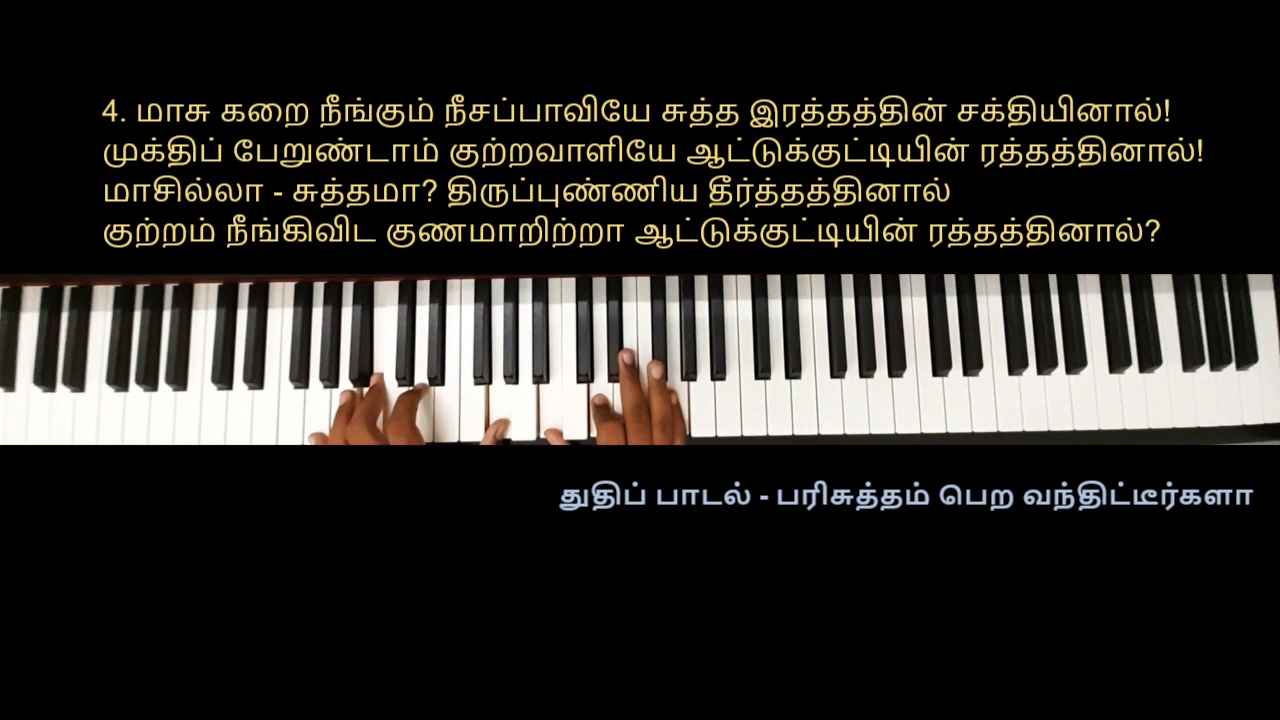 4. மாசு கறை நீங்கும் நீசப்பாவியே சுத்த இரத்தத்தின் சக்தியினால்!
முக்திப் பேறுண்டாம் குற்றவாளியே ஆட்டுக்குட்டியின் ரத்தத்தினால்!
மாசில்லா - சுத்தமா? திருப்புண்ணிய தீர்த்தத்தினால்
குற்றம் நீங்கிவிட குணமாறிற்றா ஆட்டுக்குட்டியின் ரத்தத்தினால்?
துதிப் பாடல் - பரிசுத்தம் பெற வந்திட்டீர்களா